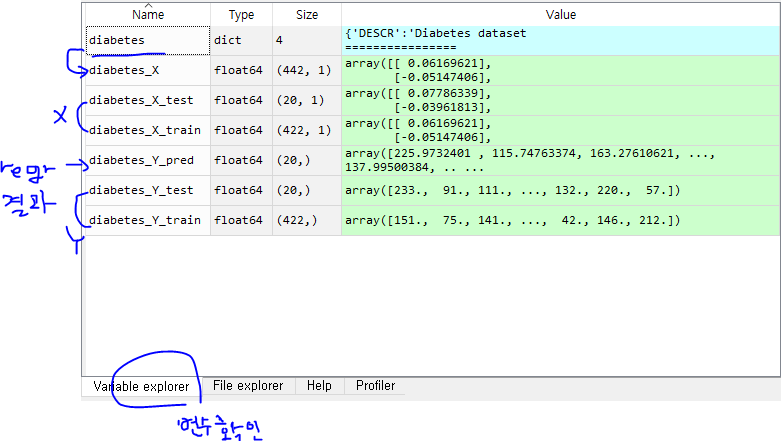 Name Type Size Value
diabetes dict 4 {'DESCR':'Diabetes dataset
================
diabetes_X float64 (442, 1) array([[ 0.06169621],
[-0.05147406],
diabetes_X_test float64 (20, 1) array([[ 0.07786339],
[-0.03961813],
X
diabetes_X_train float64 (422, 1) array([[ 0.06169621],
[-0.05147406],
diabetes_Y_pred float64 (20,) array([225.9732401 , 115.74763374, 163.27610621, ...,
137.99500384, .. ...
결과
diabetes_Y_test float64 (20,) array([233., 91., 111., ..., 132., 220., 57.])
diabetes_Y_train float64 (422,) array([151., 75., 141., ..., 42., 146., 212.])
Y
Variable explorer File explorer Help Profiler
변수 확인